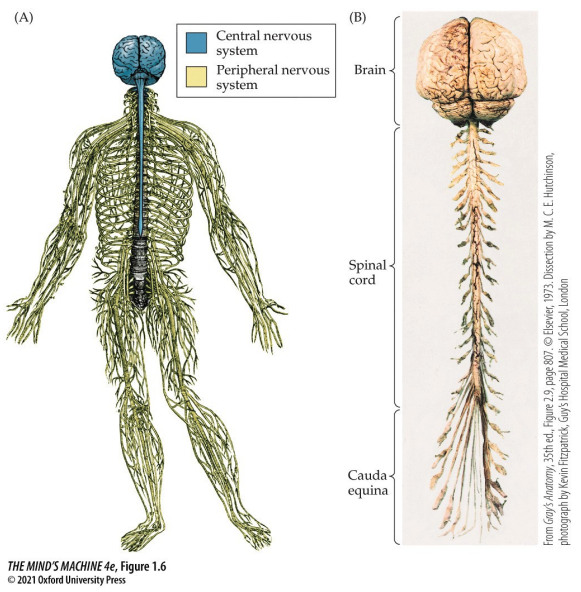 (A)
Central nervous
system
Peripheral nervous
system
(B)
Brain
Spinal
cord
Cauda
equina
From Gray's Anatomy, 35th ed., Figure 2.9, page 807. © Elsevier, 1973. Dissection by M. C. E. Hutchinson,
photograph by Kevin Fitzpatrick, Guy's Hospital Medical School, London
THE MIND'S MACHINE 4e, Figure 1.6
© 2021 Oxford University Press